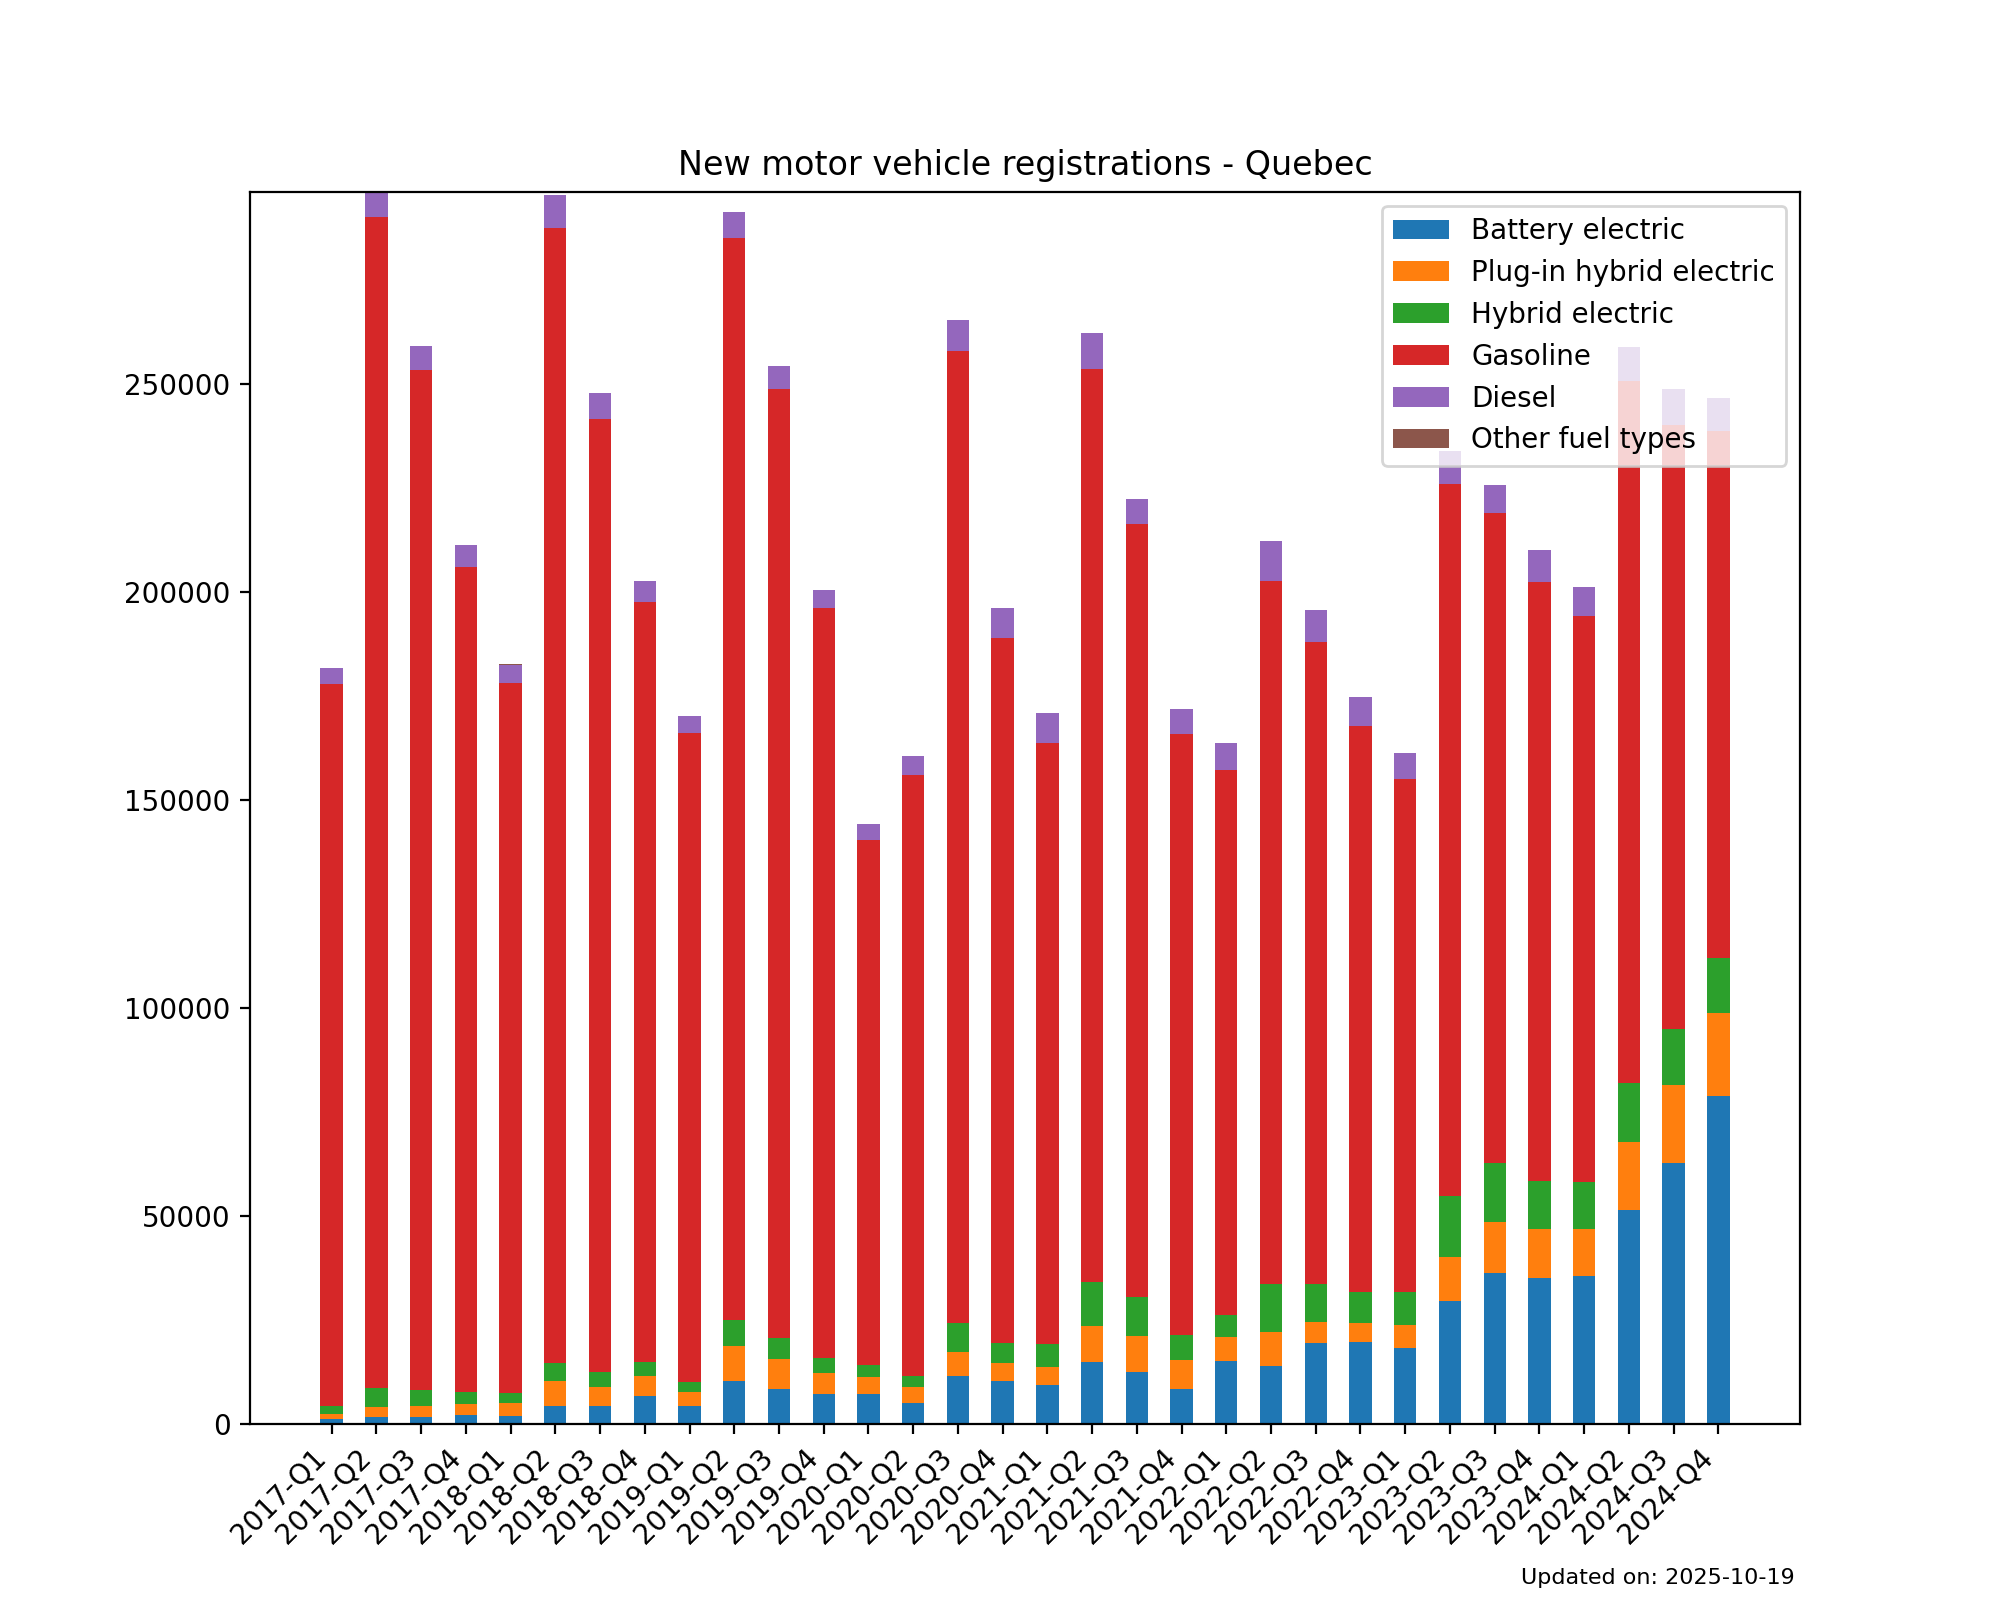 New motor vehicle registrations - Quebec
Battery electric
Plug-in hybrid electric
Hybrid electric
Gasoline
Diesel
Other fuel types
250000
200000
150000
100000
50000
0
2017-Q1
2017-Q2
2017-Q3
2017-Q4
2018-Q1
2018-Q2
2018-Q3
2018-Q4
2019-Q1
2019-Q2
2019-Q3
2019-Q4
2020-Q1
2020-Q2
2020-Q3
2020-Q4
2021-Q1
2021-Q2
2021-Q3
2021-Q4
2022-Q1
2022-Q2
2022-Q3
2022-Q4
2023-Q1
2023-Q2
2023-Q3
2023-Q4
2024-Q1
2024-Q2
2024-Q3
2024-Q4
Updated on: 2025-10-19